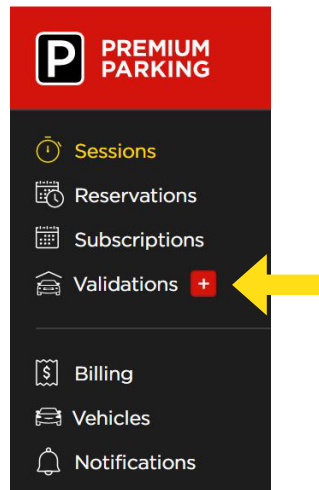 P
PREMIUM
PARKING
Sessions
Reservations
Subscriptions
Validations +
$ Billing
Vehicles
Notifications